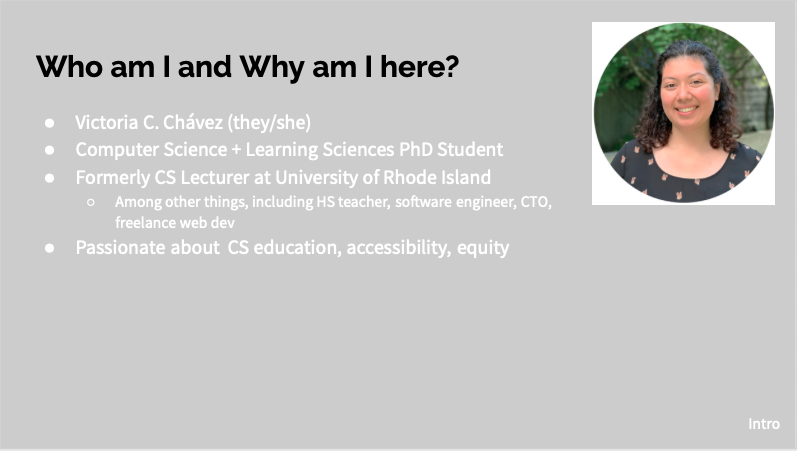 Who am I and Why am I here?
● Victoria C. Chávez (they/she)
● Computer Science + Learning Sciences PhD Student
● Formerly CS Lecturer at University of Rhode Island
○ Among other things, including HS teacher, software engineer, CTO,
freelance web dev
● Passionate about  CS education, accessibility, equity
Intro